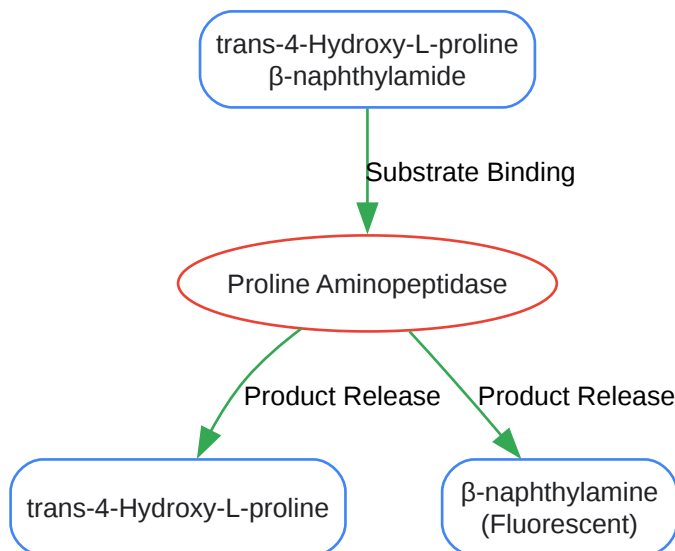 trans-4-Hydroxy-L-proline
β-naphthylamide
Substrate Binding
Proline Aminopeptidase
Product Release
Product Release
trans-4-Hydroxy-L-proline
β-naphthylamine
(Fluorescent)